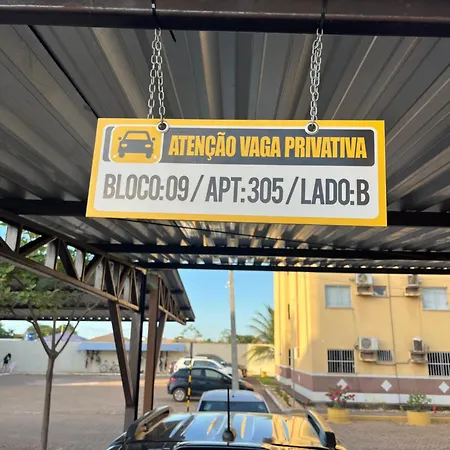 ATENÇÃO VAGA PRIVATIVA
BLOCO:09/APT:305/LADO:B